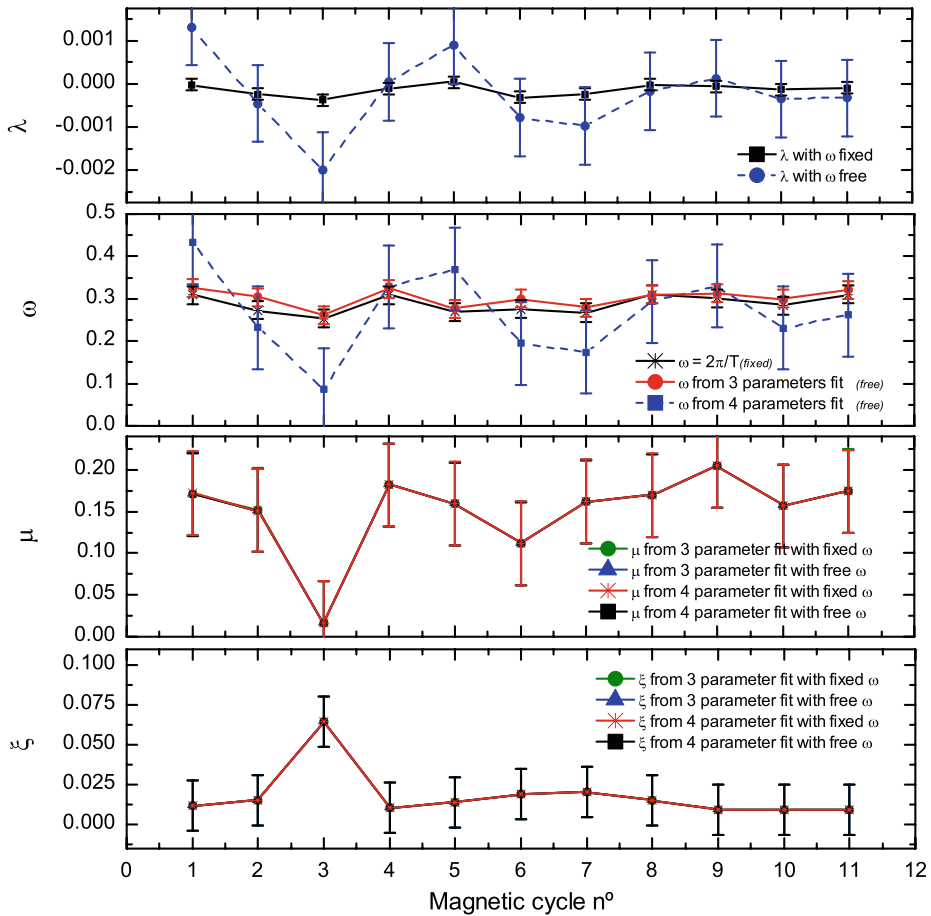 0.001
0.000
-0.001
-0.002
λ
λ with ω fixed
λ with ω free
0.5
0.4
0.3
0.2
0.1
0.0
ω
ω = 2π/T(fixed)
ω from 3 parameters fit (free)
ω from 4 parameters fit (free)
0.20
0.15
0.10
0.05
0.00
μ
μ from 3 parameter fit with fixed ω
μ from 3 parameter fit with free ω
μ from 4 parameter fit with fixed ω
μ from 4 parameter fit with free ω
0.100
0.075
0.050
0.025
0.000
ξ
ξ from 3 parameter fit with fixed ω
ξ from 3 parameter fit with free ω
ξ from 4 parameter fit with fixed ω
ξ from 4 parameter fit with free ω
0 1 2 3 4 5 6 7 8 9 10 11 12
Magnetic cycle nº